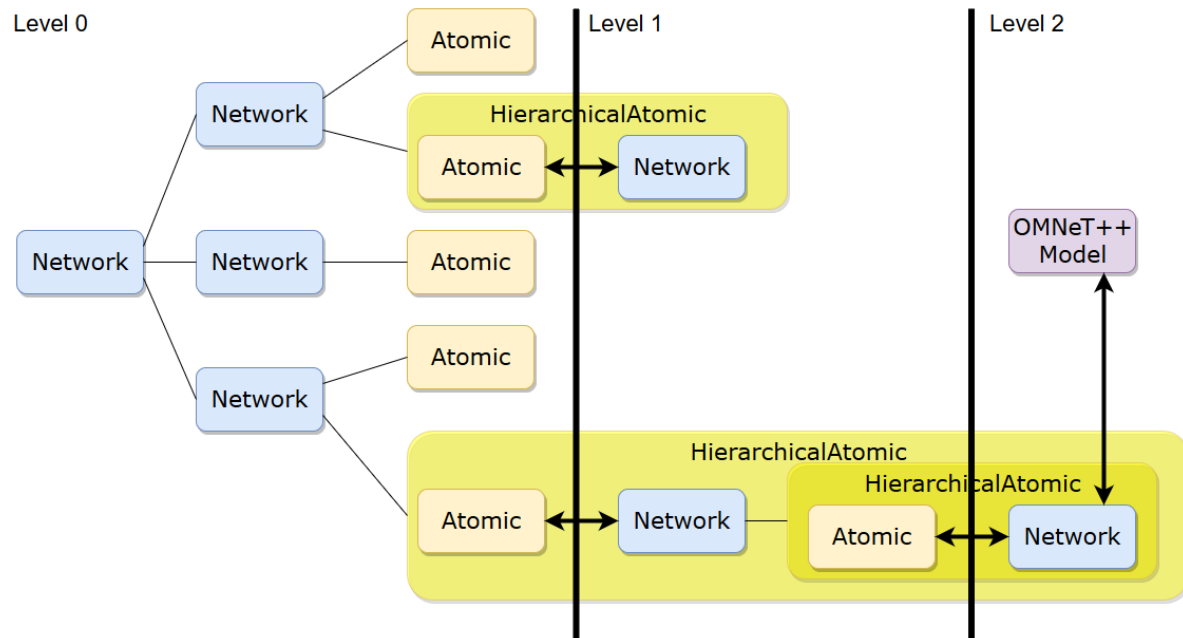 Level 0
Level 1
Level 2
Atomic
Network
HierarchicalAtomic
Atomic
Network
Network
Network
Atomic
OMNeT++
Model
Atomic
Network
HierarchicalAtomic
HierarchicalAtomic
Atomic
Network
Atomic
Network